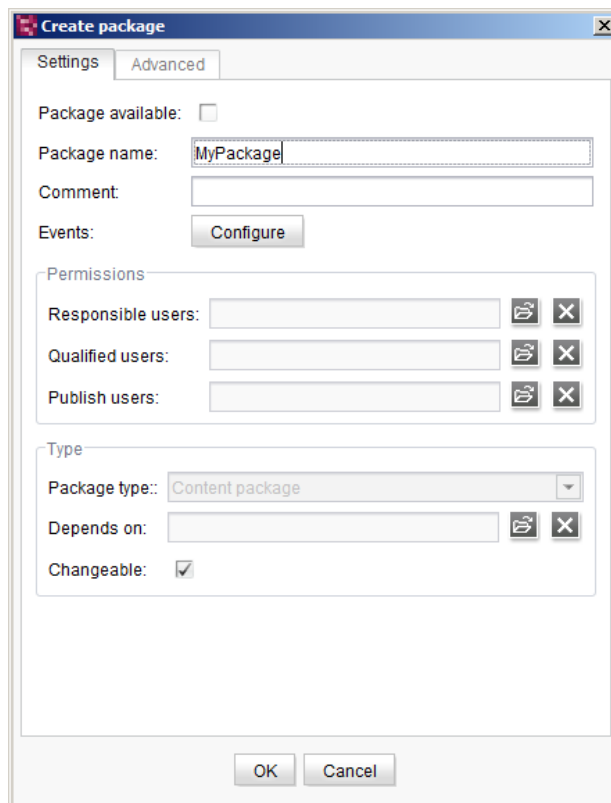 Create package
Settings Advanced
Package available:
Package name: MyPackage
Comment:
Events: Configure
Permissions
Responsible users:
Qualified users:
Publish users:
Type
Package type:: Content package
Depends on:
Changeable:
OK Cancel